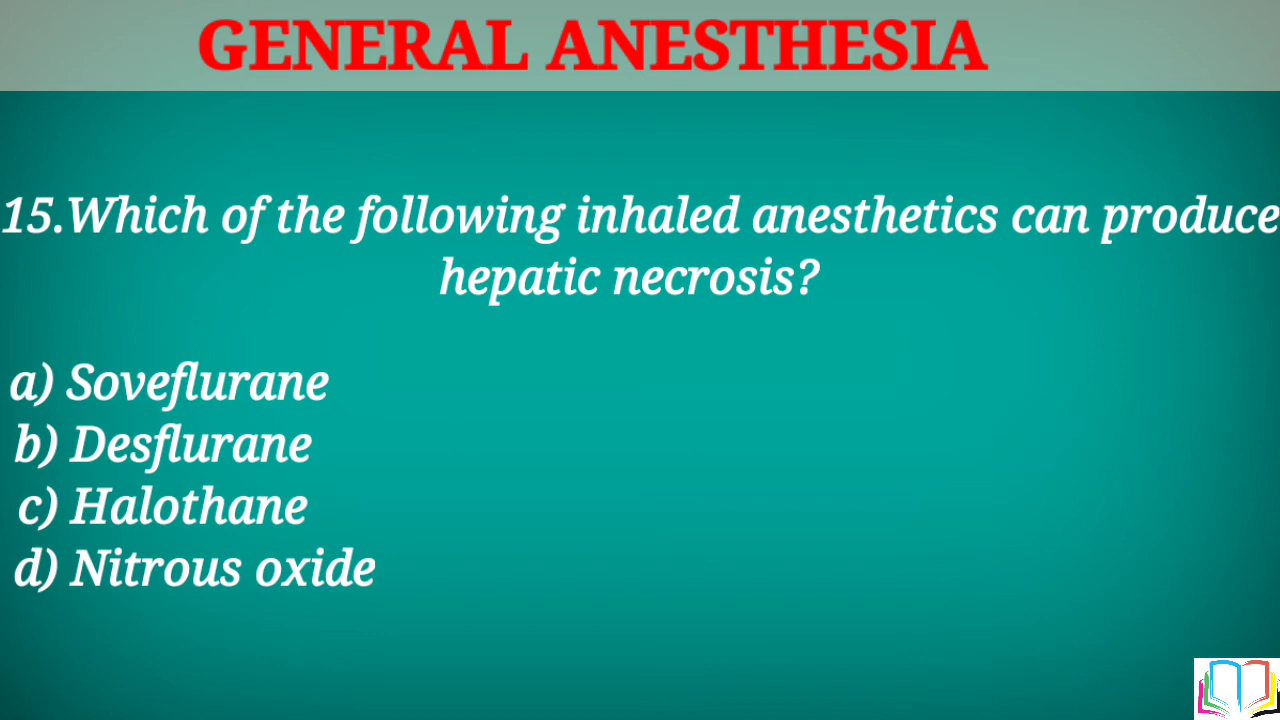 GENERAL ANESTHESIA
15.Which of the following inhaled anesthetics can produce
hepatic necrosis?
a) Soveflurane
b) Desflurane
c) Halothane
d) Nitrous oxide